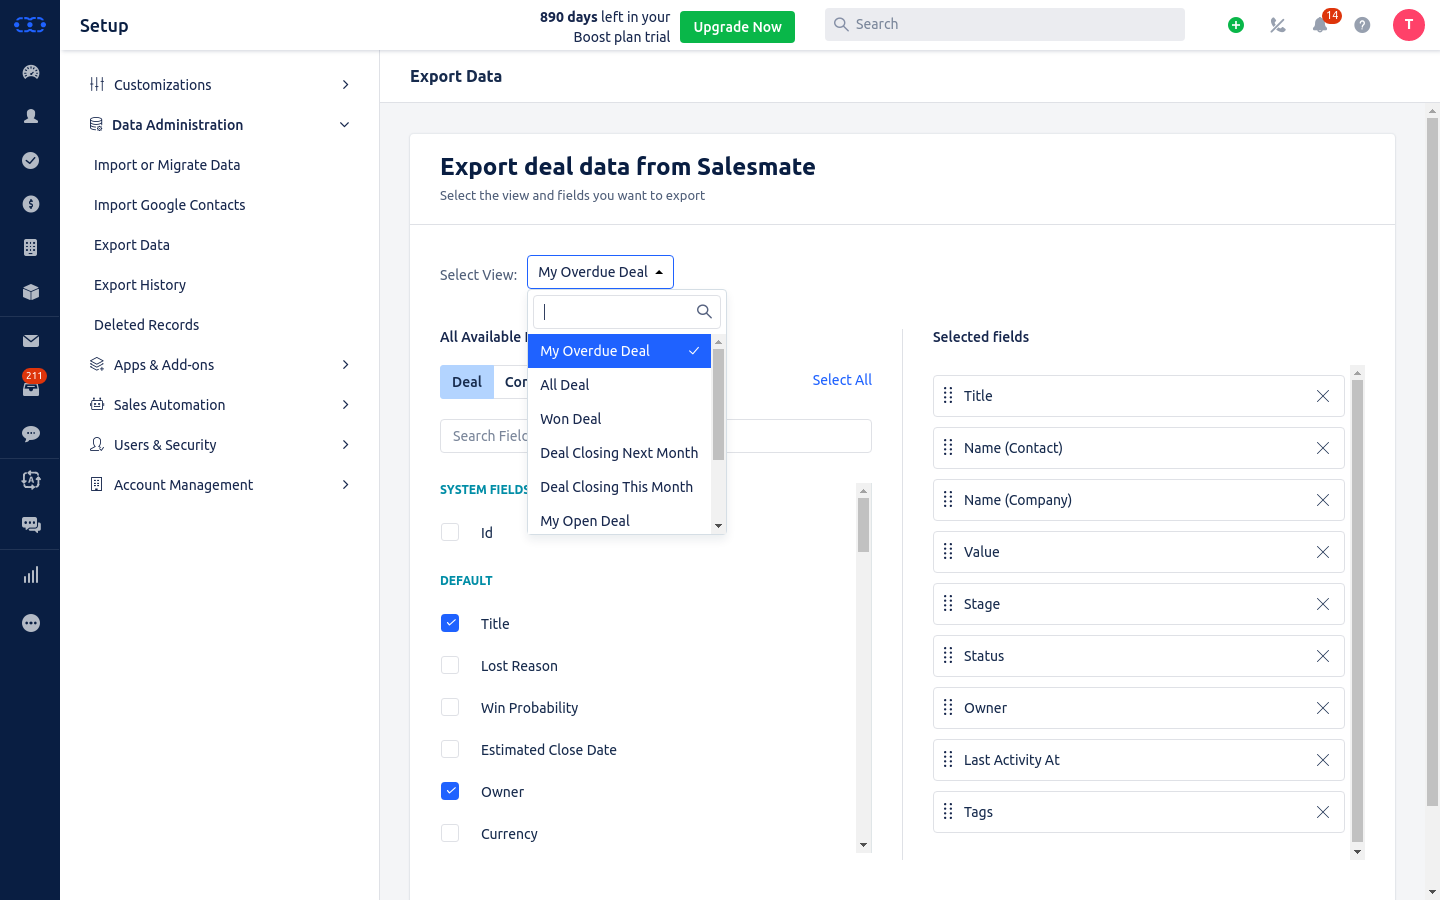 Setup
890 days left in your
Boost plan trial
Upgrade Now
Search
14
T
211
Customizations
Data Administration
Import or Migrate Data
Import Google Contacts
Export Data
Export History
Deleted Records
Apps & Add-ons
Sales Automation
Users & Security
Account Management
Export Data
Export deal data from Salesmate
Select the view and fields you want to export
Select View:
My Overdue Deal
My Overdue Deal
All Deal
Won Deal
Deal Closing Next Month
Deal Closing This Month
My Open Deal
All Available
Deal
Select All
Search
SYSTEM FIELDS
Id
DEFAULT
Title
Lost Reason
Win Probability
Estimated Close Date
Owner
Currency
Selected fields
Title
Name (Contact)
Name (Company)
Value
Stage
Status
Owner
Last Activity At
Tags